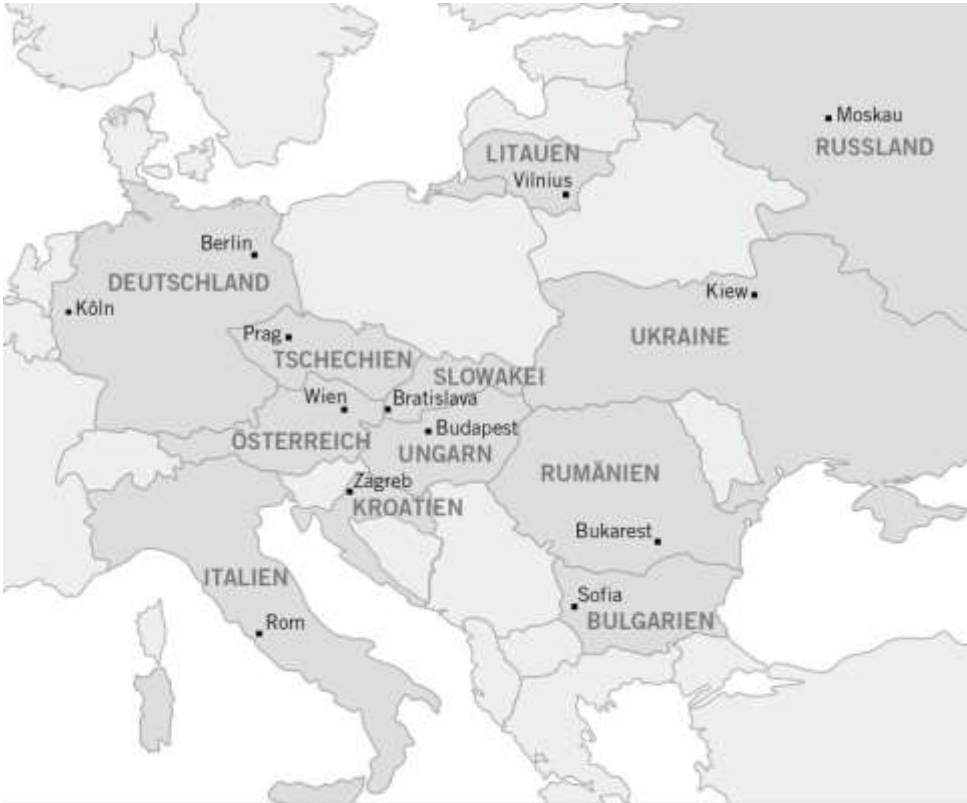 Moskau
RUSSLAND
LITAUEN
Vilnius
Berlin
DEUTSCHLAND
Köln
Kiew
UKRAINE
Prag
TSCHECHIEN
SLOWAKEI
Wien
Bratislava
Budapest
ÖSTERREICH
UNGARN
RUMÄNIEN
Zagreb
KROATIEN
Bukarest
ITALIEN
Sofia
BULGARIEN
Rom